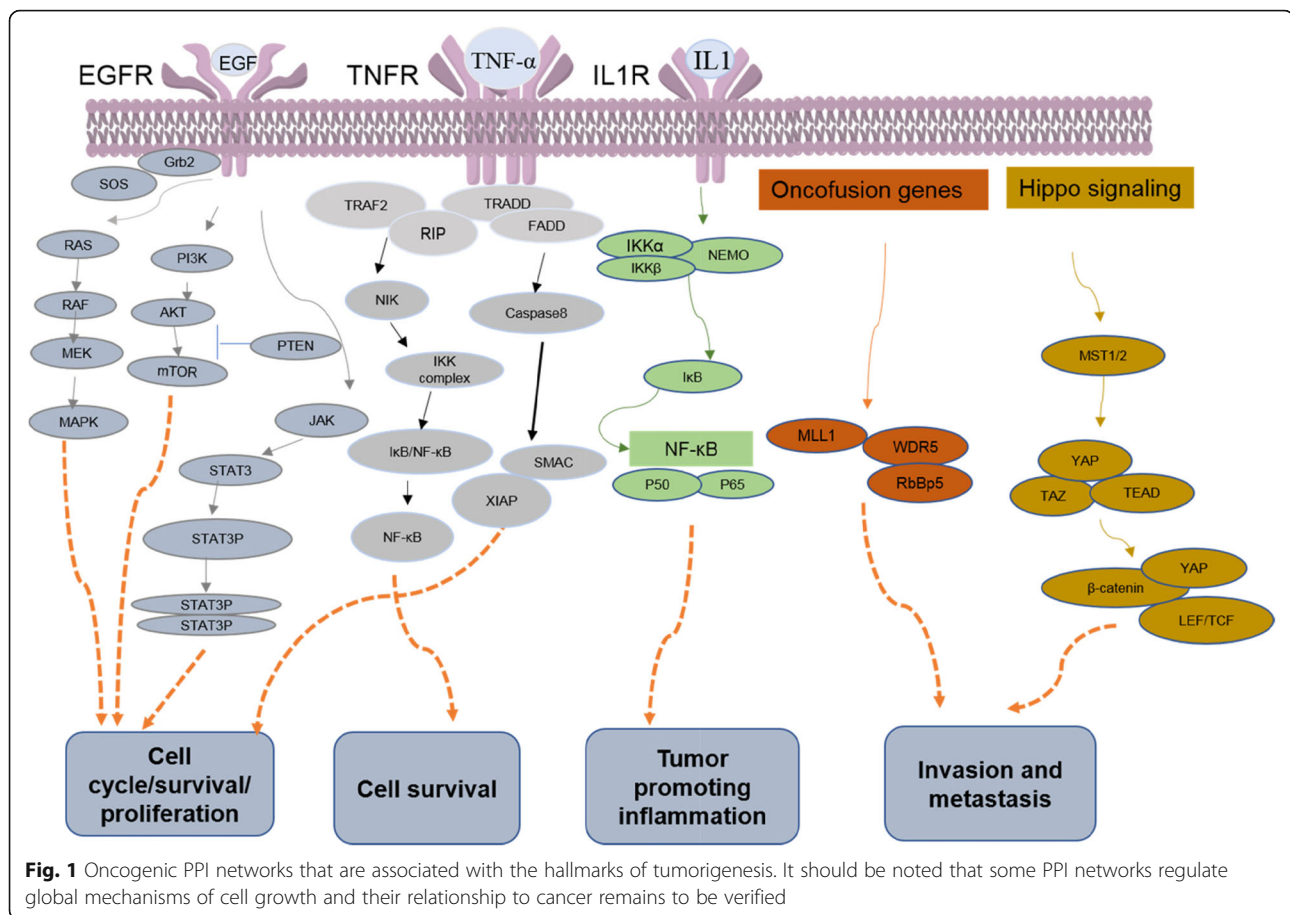 EGFR
EGF
TNFR
TNF-α
IL1R
IL1
Grb2
SOS
RAS
RAF
MEK
MAPK
PI3K
AKT
mTOR
PTEN
JAK
STAT3
STAT3P
STAT3P
STAT3P
TRAF2
RIP
TRADD
FADD
NIK
Caspase8
IKK
complex
IκB/NF-κB
SMAC
XIAP
NF-κB
IKKα
IKKβ
NEMO
IκB
NF-κB
P50
P65
Oncofusion genes
MLL1
WDR5
RbBp5
Hippo signaling
MST1/2
YAP
TAZ
TEAD
YAP
β-catenin
LEF/TCF
Cell
cycle/survival/
proliferation
Cell survival
Tumor
promoting
inflammation
Invasion and
metastasis
Fig. 1 Oncogenic PPI networks that are associated with the hallmarks of tumorigenesis. It should be noted that some PPI networks regulate
global mechanisms of cell growth and their relationship to cancer remains to be verified